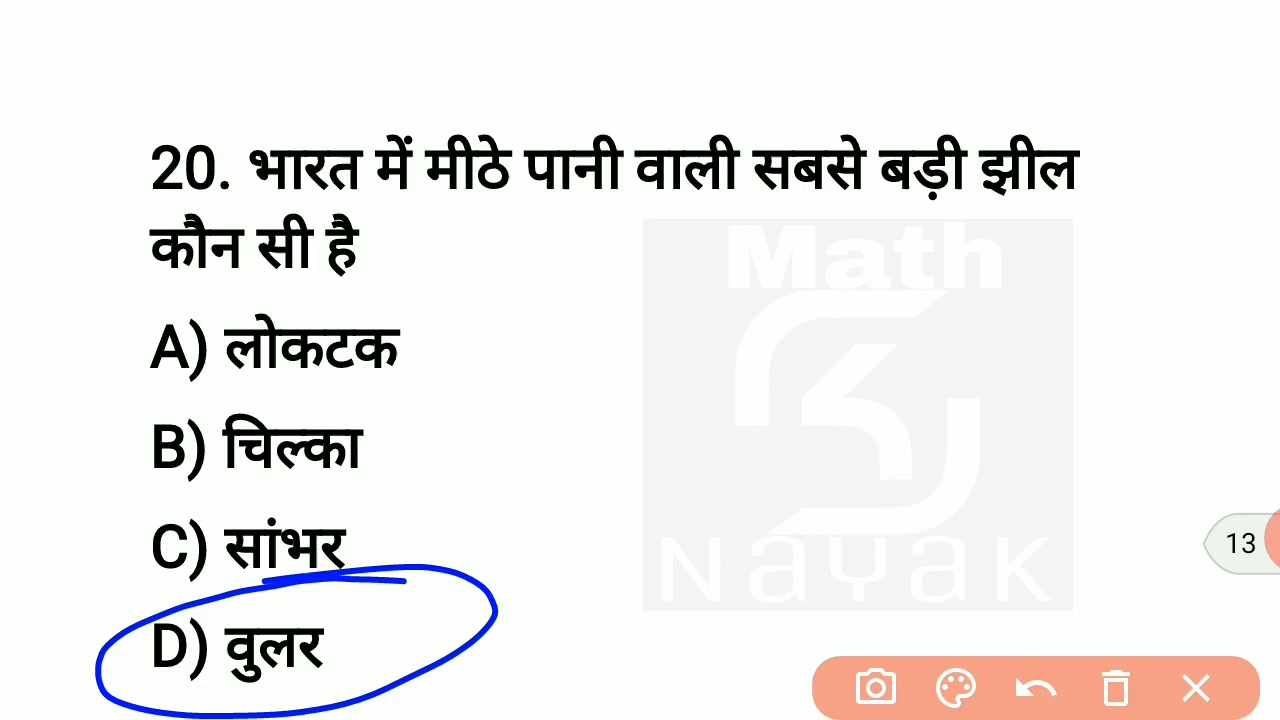 20. भारत में मीठे पानी वाली सबसे बड़ी झील
कौन सी है
Math
A) लोकटक
B) चिल्का
C) सांभर
NaYaK
13
D) वुलर